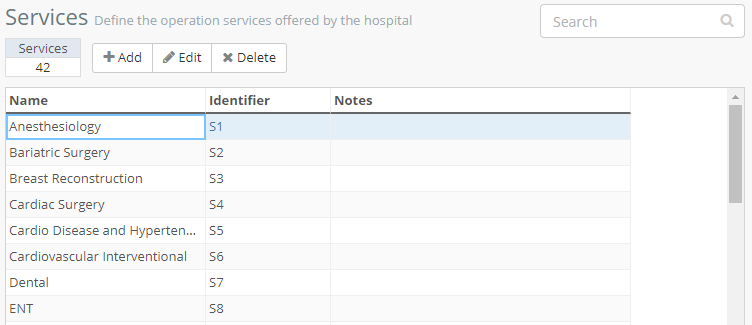 Services Define the operation services offered by the hospital
Search
Services
42
Add Edit Delete
Name Identifier Notes
Anesthesiology S1
Bariatric Surgery S2
Breast Reconstruction S3
Cardiac Surgery S4
Cardio Disease and Hyperten... S5
Cardiovascular Interventional S6
Dental S7
ENT S8